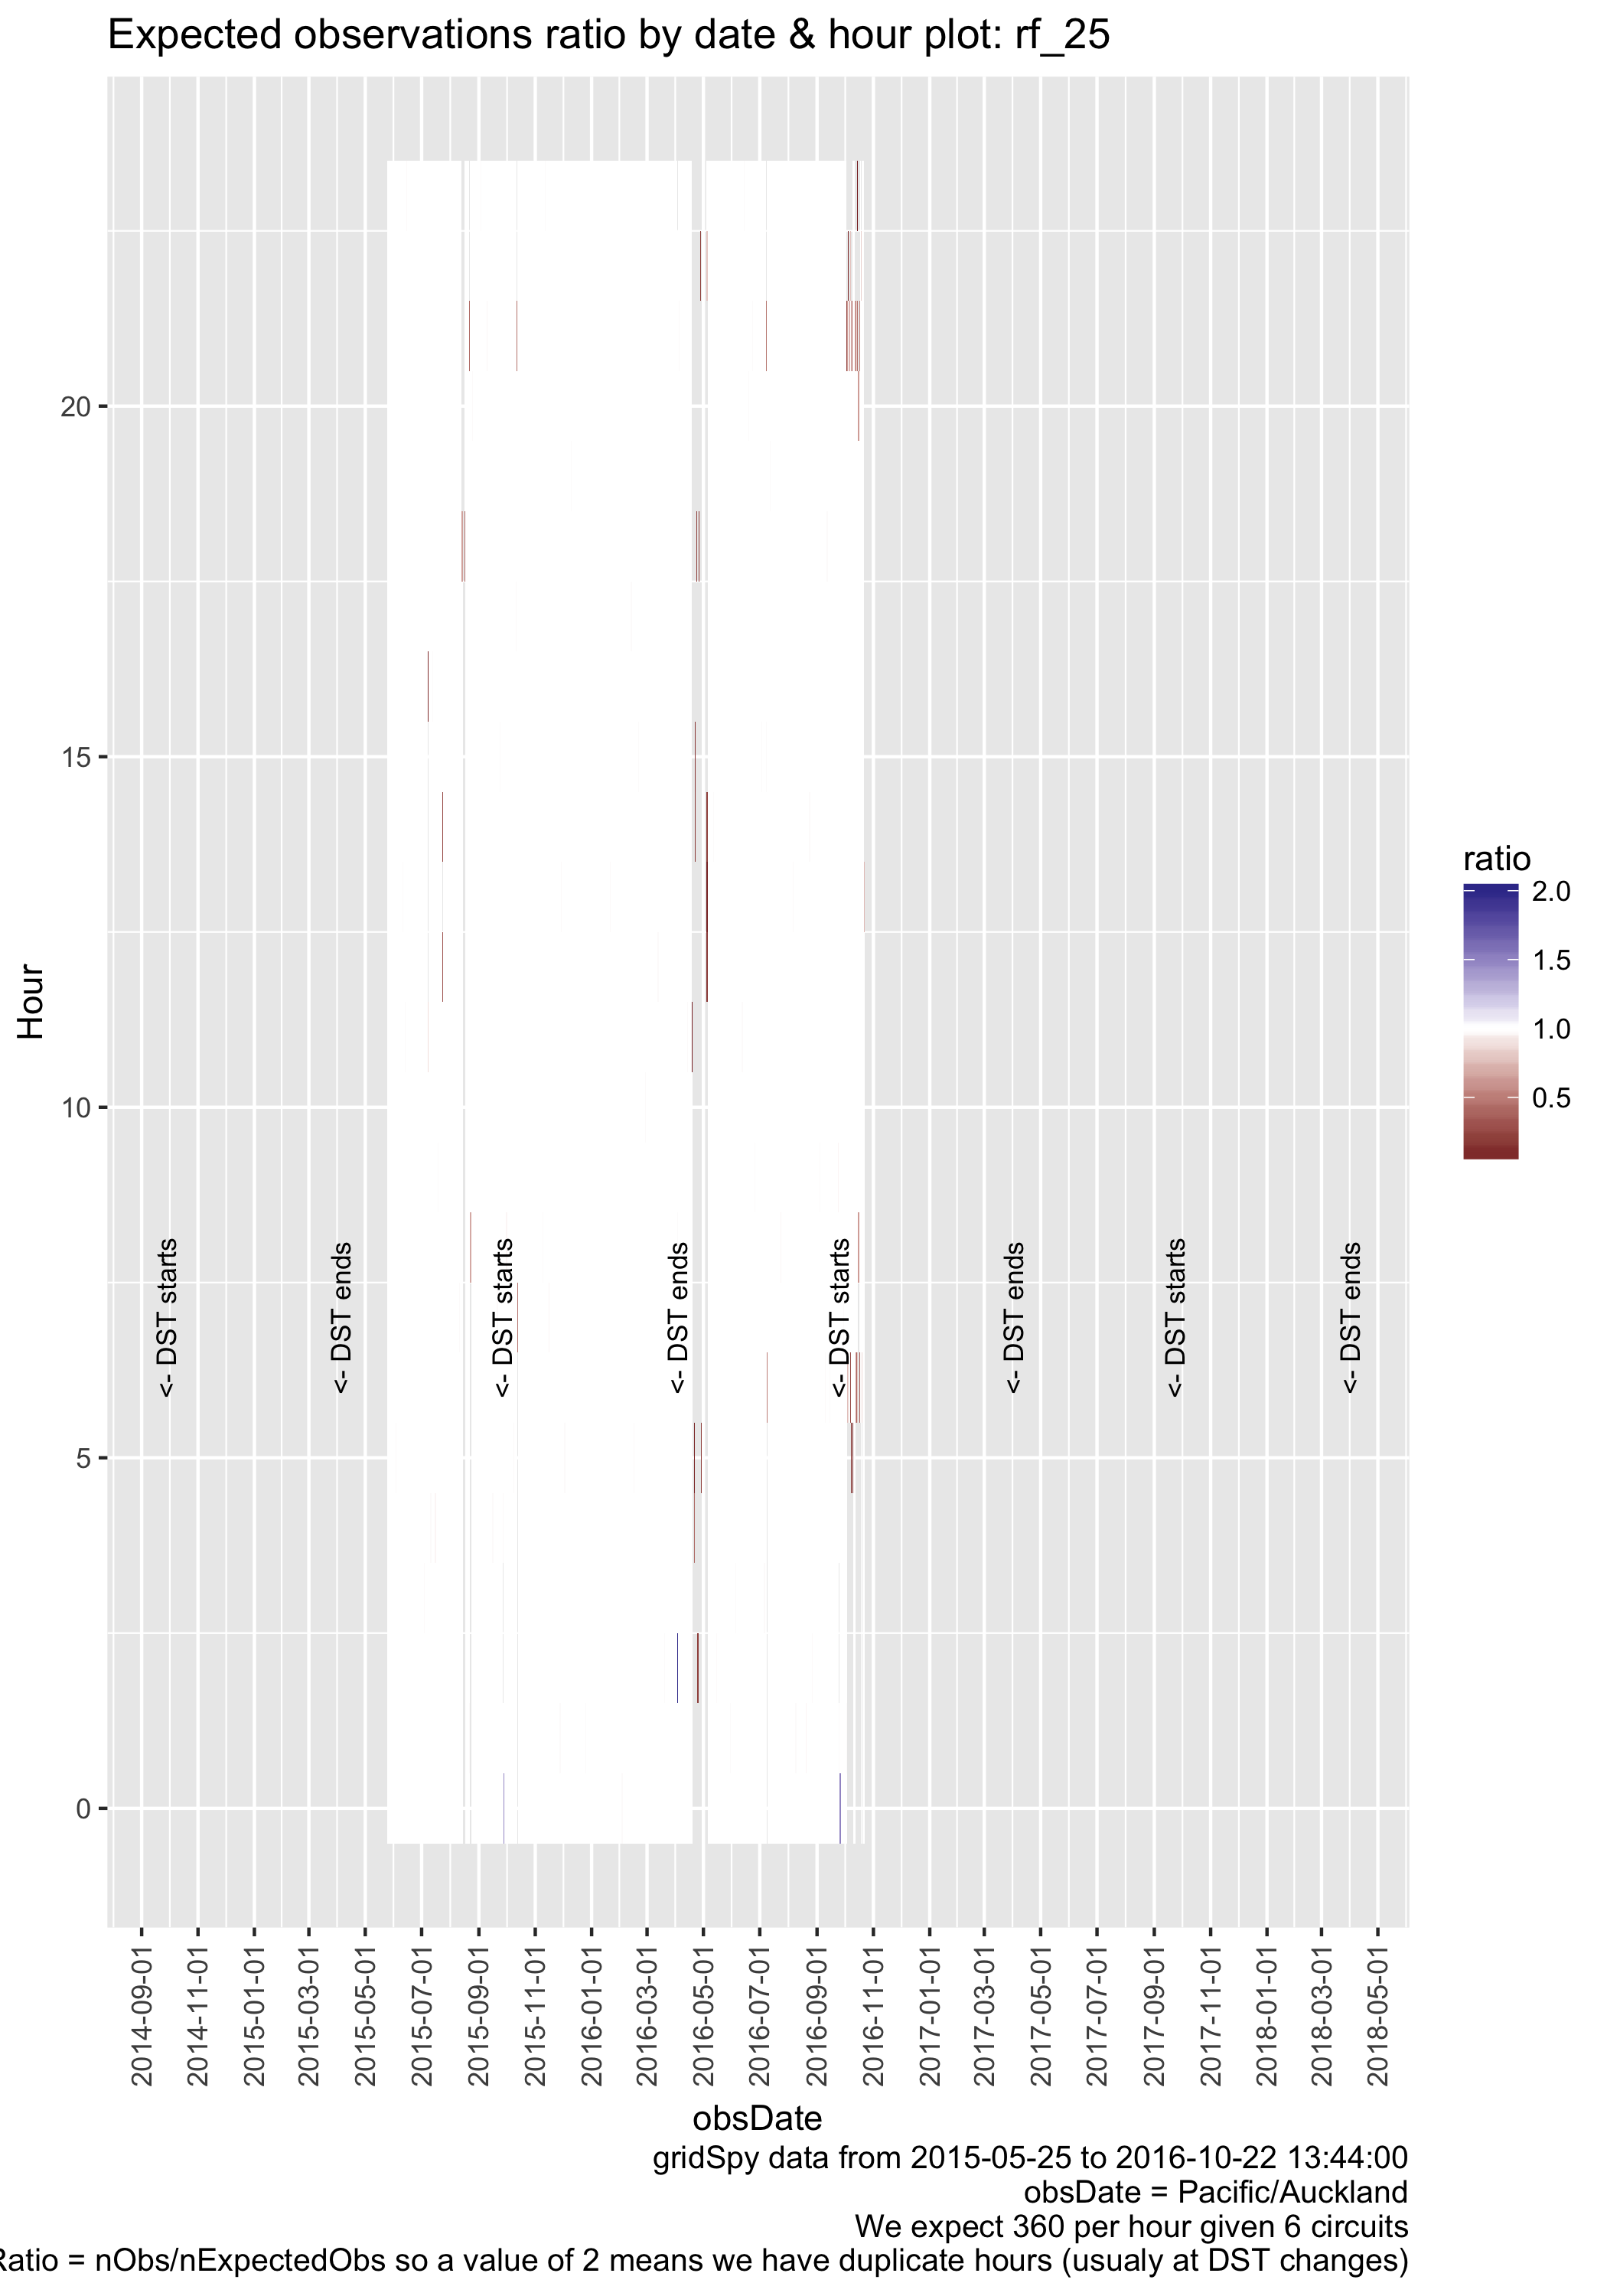 Expected observations ratio by date & hour plot: rf_25
20
15
10
5
0
Hour
<- DST starts
<- DST ends
<- DST starts
<- DST ends
<- DST starts
<- DST ends
<- DST starts
<- DST ends
ratio
2.0
1.5
1.0
0.5
2014-09-01
2014-11-01
2015-01-01
2015-03-01
2015-05-01
2015-07-01
2015-09-01
2015-11-01
2016-01-01
2016-03-01
2016-05-01
2016-07-01
2016-09-01
2016-11-01
2017-01-01
2017-03-01
2017-05-01
2017-07-01
2017-09-01
2017-11-01
2018-01-01
2018-03-01
2018-05-01
obsDate
gridSpy data from 2015-05-25 to 2016-10-22 13:44:00
obsDate = Pacific/Auckland
We expect 360 per hour given 6 circuits
Ratio = nObs/nExpectedObs so a value of 2 means we have duplicate hours (usualy at DST changes)